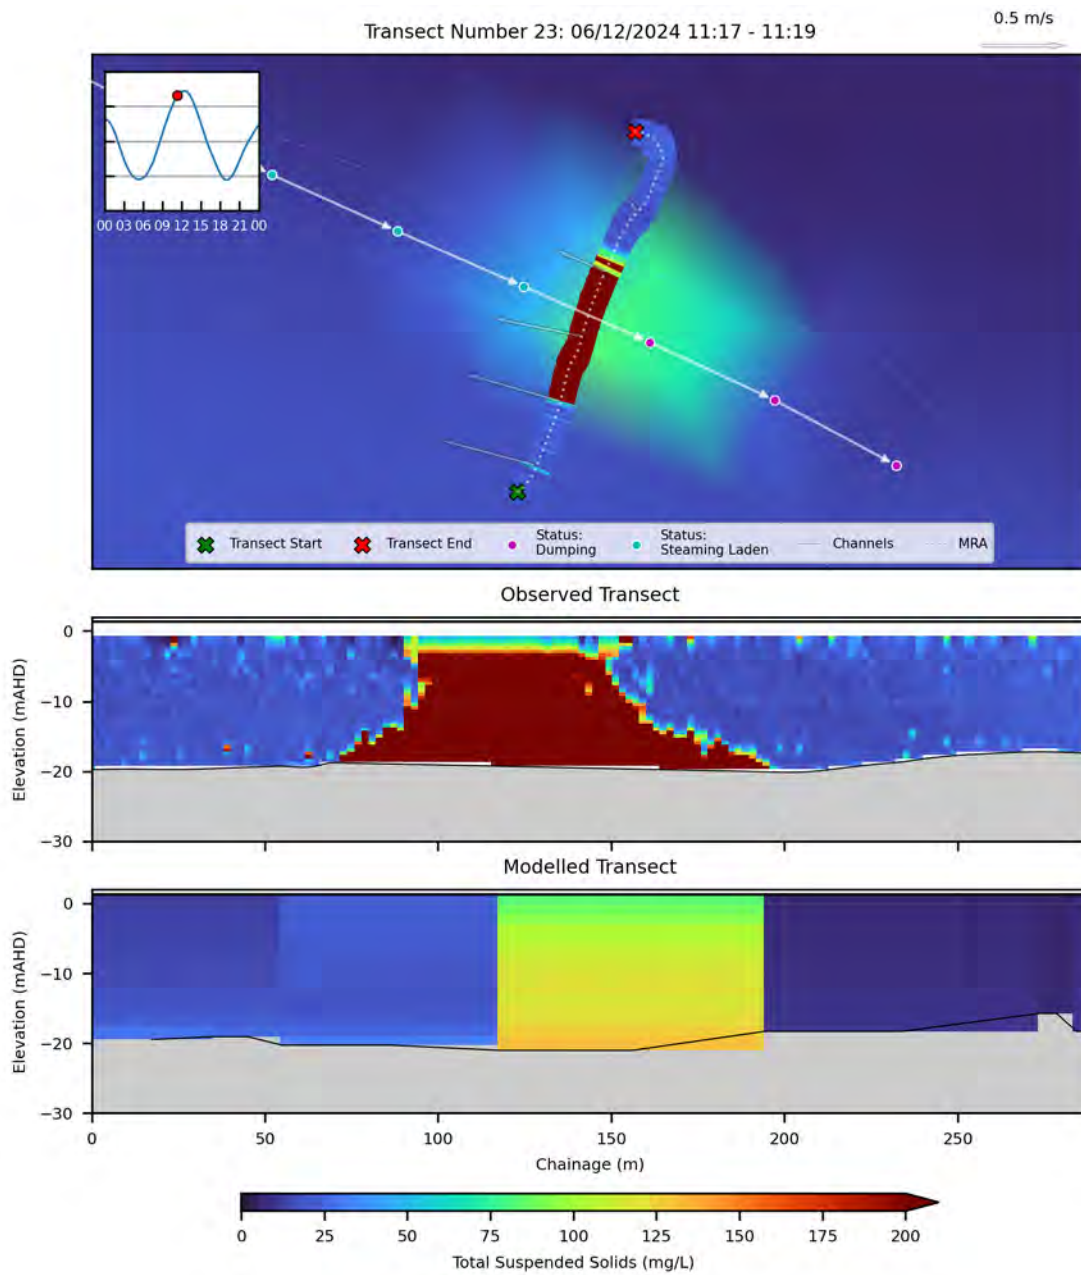 0.5 m/s
Transect Number 23: 06/12/2024 11:17 - 11:19
00 03 06 09 12 15 18 21 00
Transect Start
Transect End
Status:
Dumping
Status:
Steaming Laden
Channels
MRA
Observed Transect
Elevation (mAHD)
0
−10
−20
−30
Modelled Transect
Elevation (mAHD)
0
−10
−20
−30
0 50 100 150 200 250
Chainage (m)
0 25 50 75 100 125 150 175 200
Total Suspended Solids (mg/L)